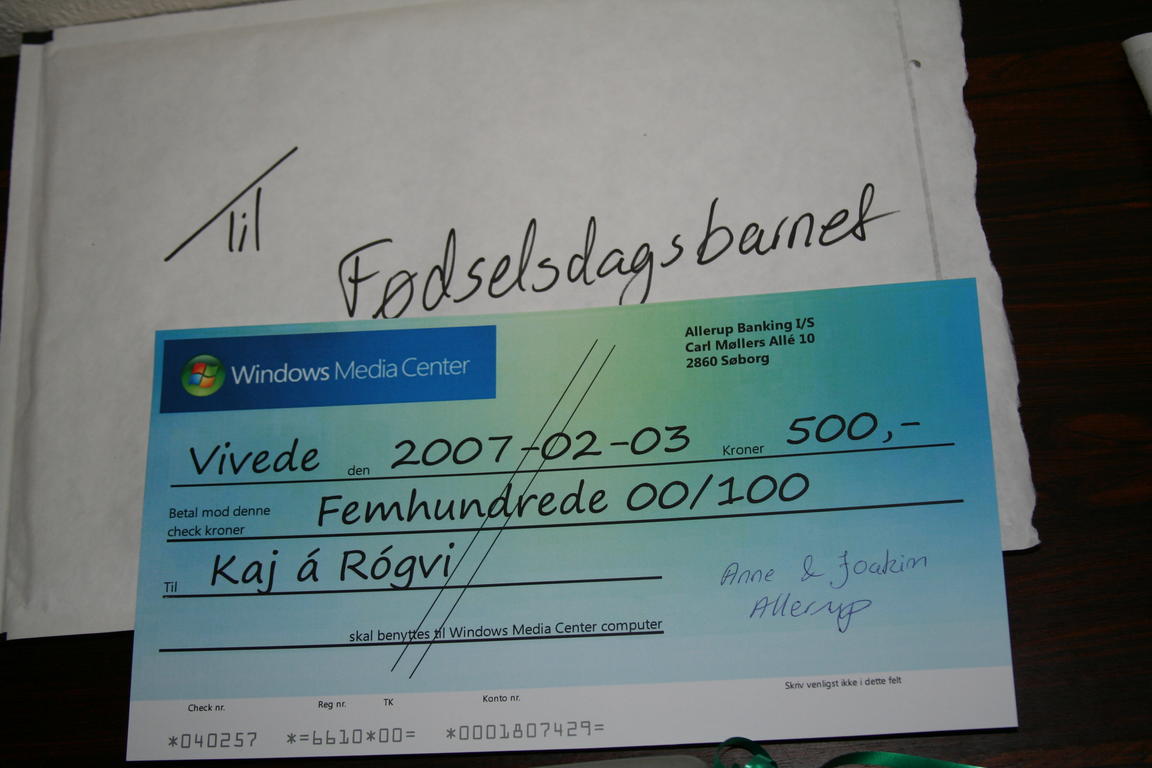 Til
Fødselsdagsbarnet
Windows Media Center
Allerup Banking I/S
Carl Møllers Allé 10
2860 Søborg
Vivede den 2007-02-03 Kroner 500,-
Betal mod denne
check kroner Femhundrede 00/100
Til Kaj á Rógvi
Anne & Joakim
Allerup
skal benyttes til Windows Media Center computer
Skriv venligst ikke i dette felt
Check nr. Reg nr. TK Konto nr.
*040257 *=6610*00= *0001807429=